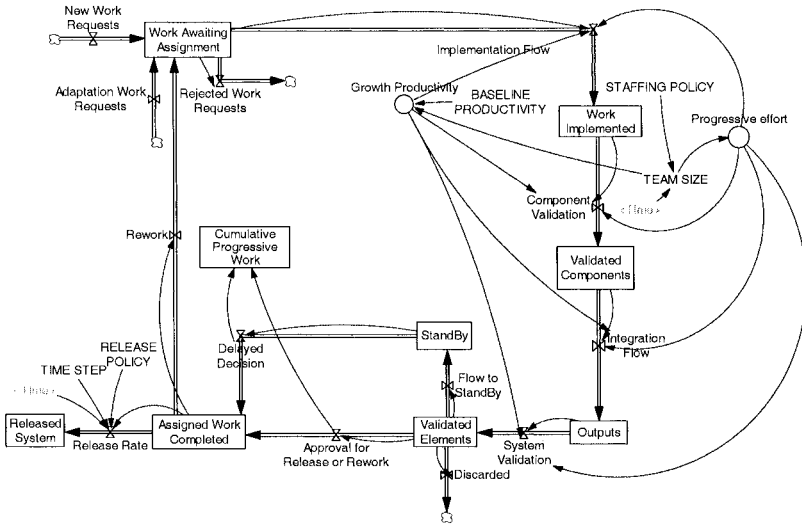 New Work
Requests
Work Awaiting
Assignment
Implementation Flow
Adaptation Work
Requests
Rejected Work
Requests
Growth Productivity
BASELINE
PRODUCTIVITY
STAFFING POLICY
Work
Implemented
Progressive effort
TEAM SIZE
<Time>
Component
Validation
Rework
Cumulative
Progressive
Work
Validated
Components
Integration
Flow
StandBy
Delayed
Decision
RELEASE
POLICY
TIME STEP
<Time>
Flow to
StandBy
Released
System
Release Rate
Assigned Work
Completed
Approval for
Release or Rework
Validated
Elements
System
Validation
Outputs
Discarded